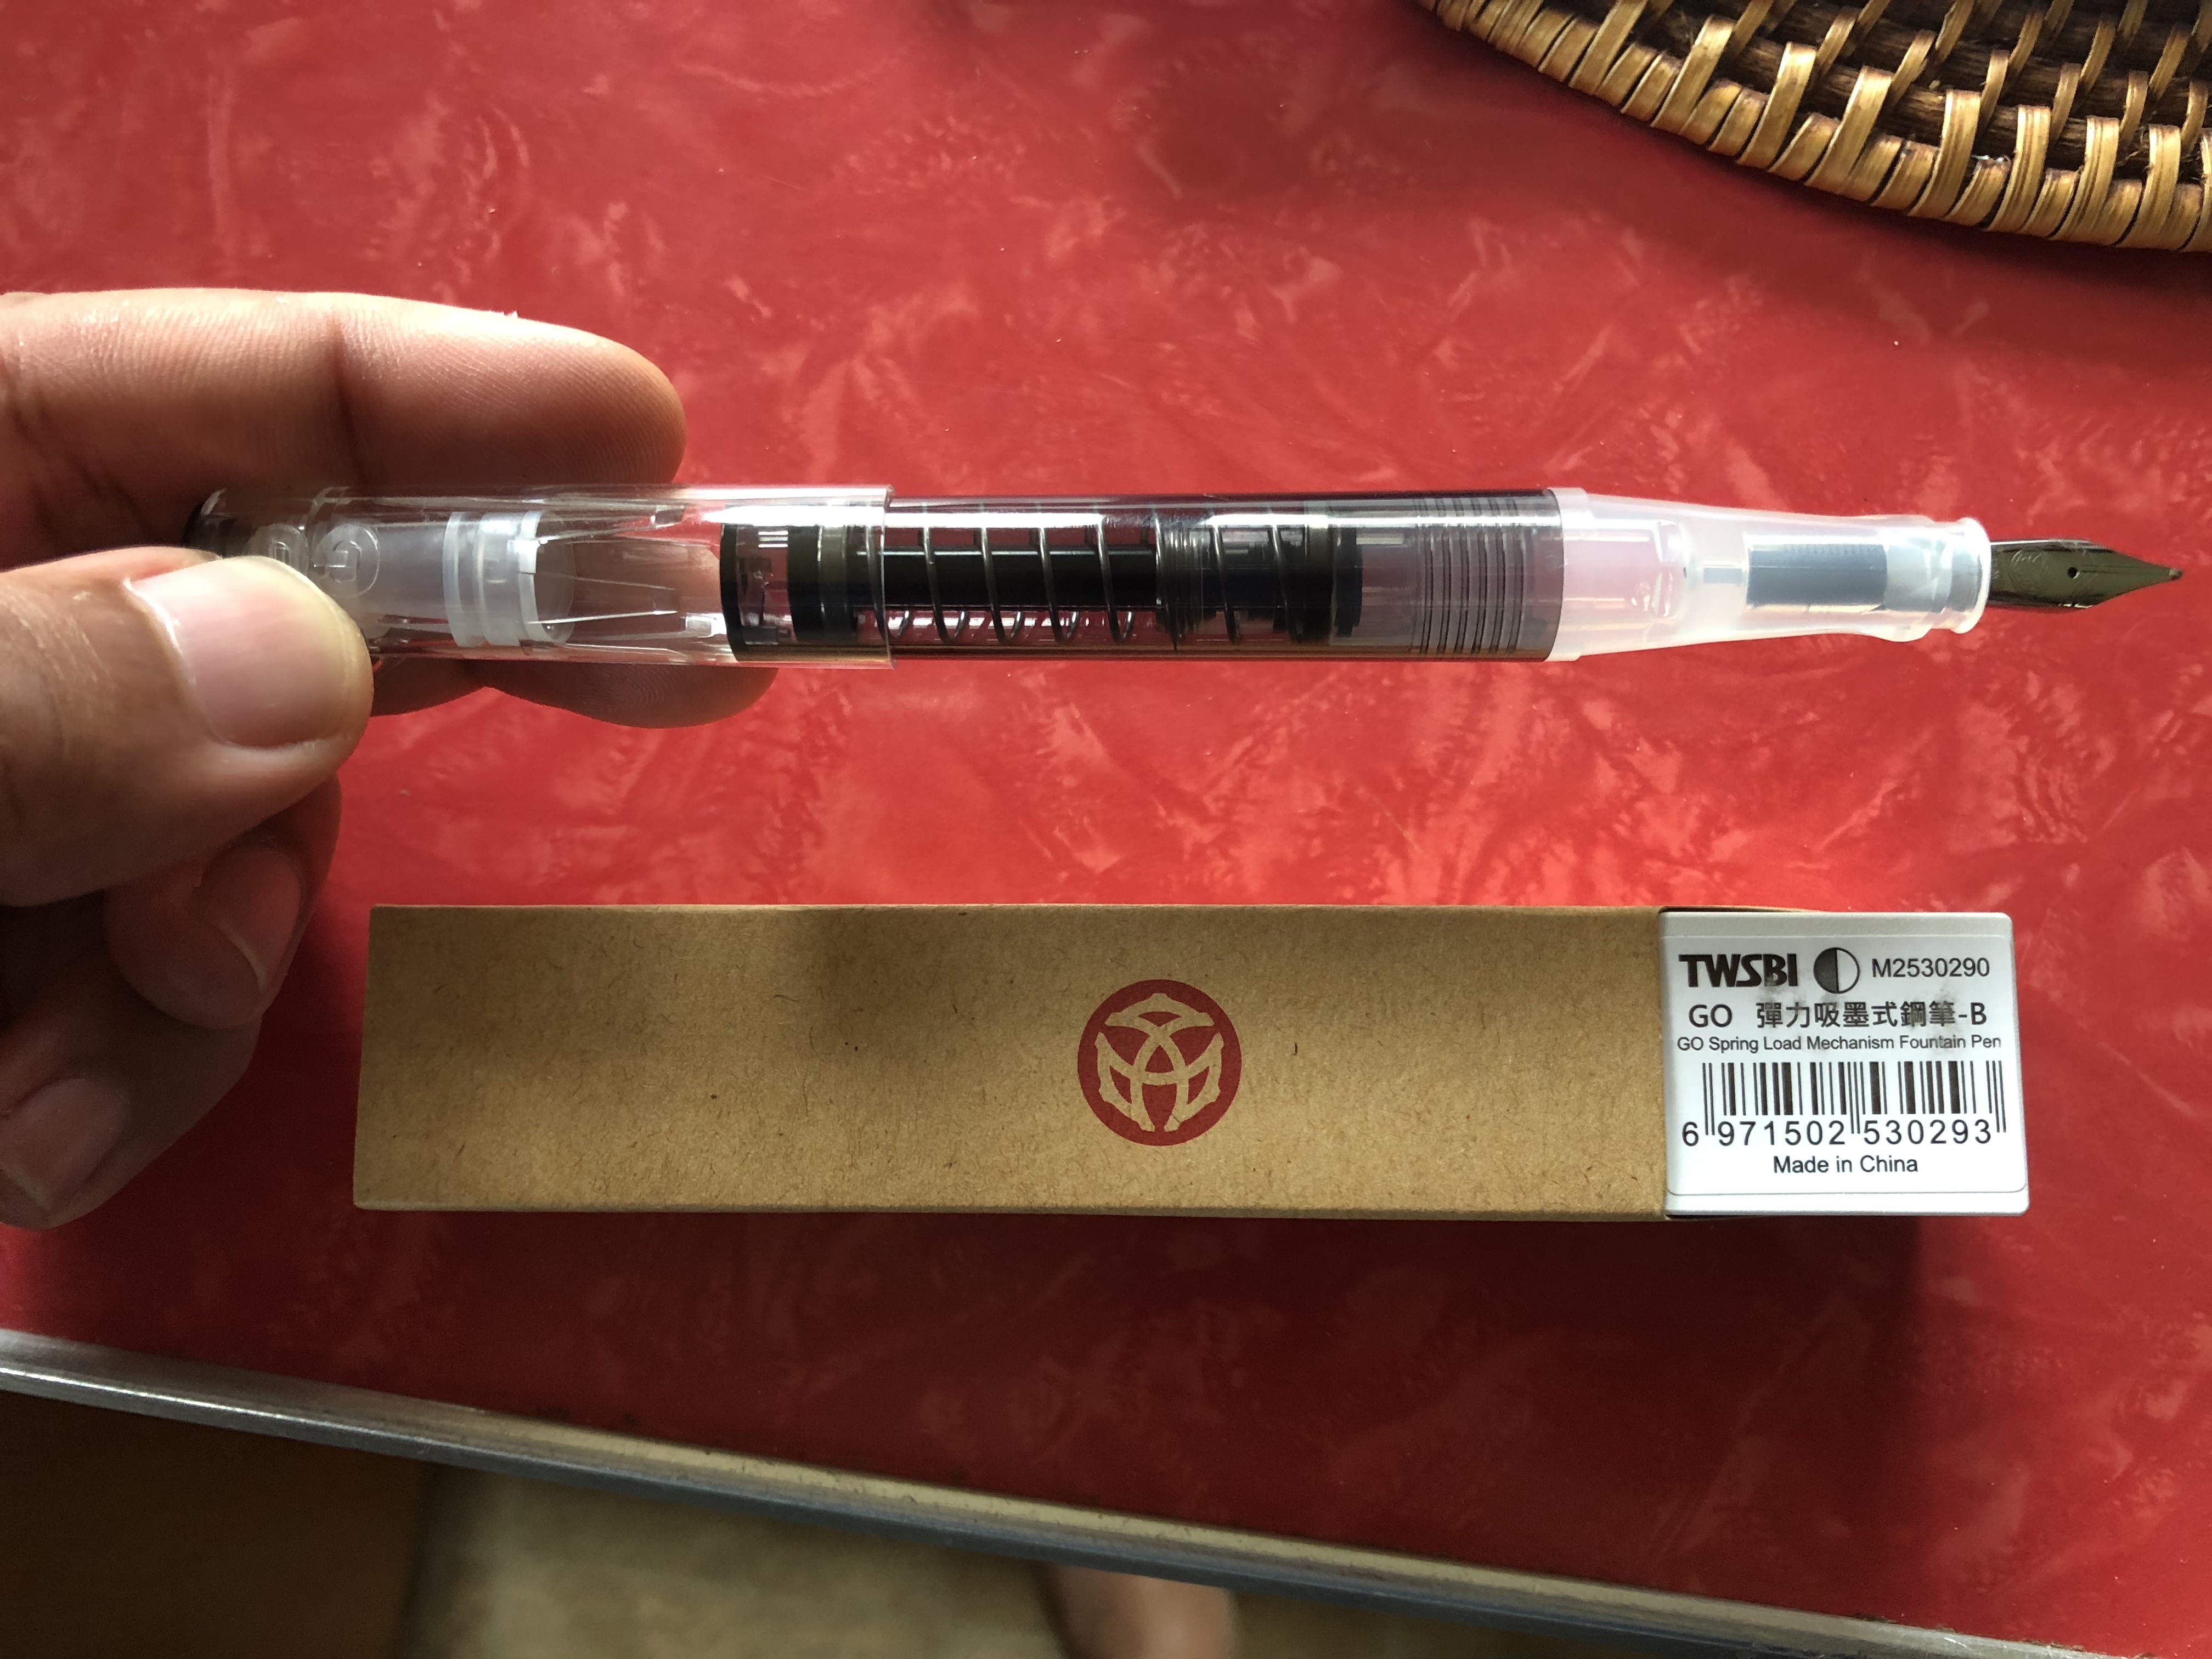 TWSBI M2530290
GO 彈力吸墨式鋼筆-B
GO Spring Load Mechanism Fountain Pen
6 971502 530293
Made in China